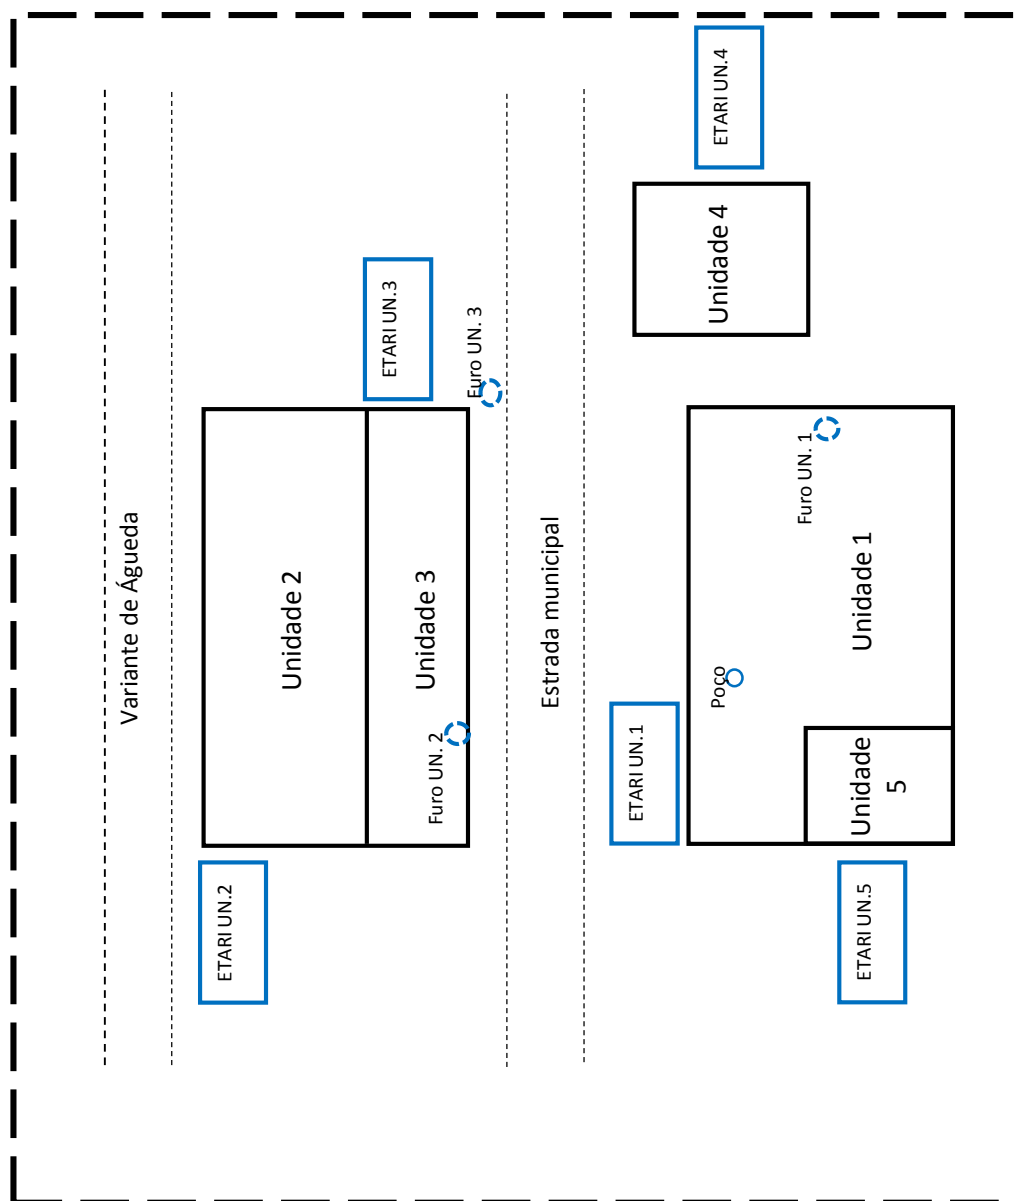 Variante de Águeda
ETARI UN.2
Unidade 2
Unidade 3
ETARI UN.3
Furo UN. 3
Furo UN. 2
Estrada municipal
ETARI UN.4
Unidade 4
ETARI UN.1
Poço
Furo UN. 1
Unidade 1
Unidade
5
ETARI UN.5